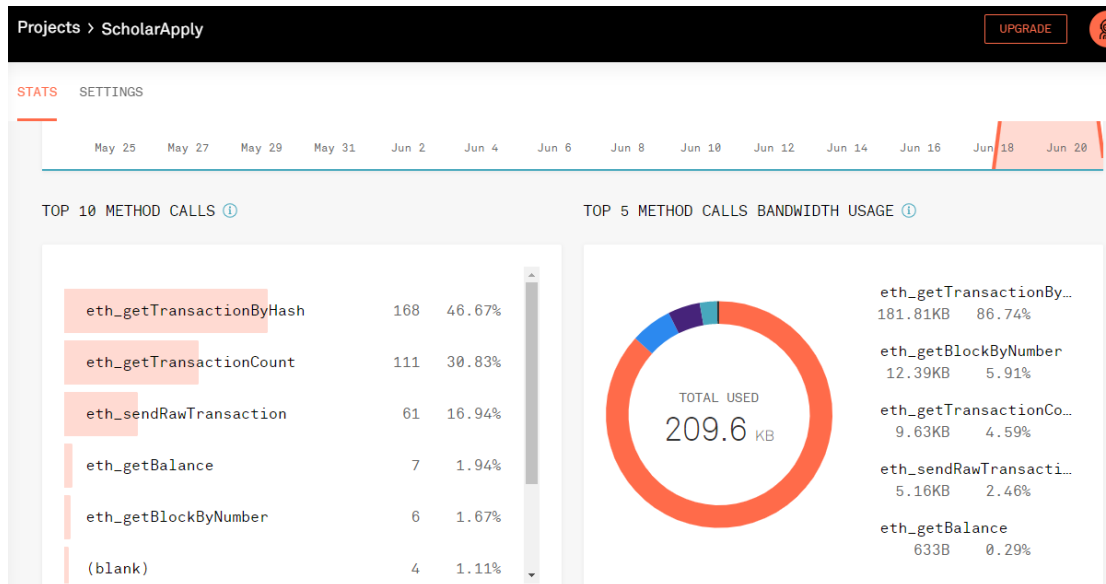 Projects > ScholarApply
UPGRADE
STATS SETTINGS
May 25 May 27 May 29 May 31 Jun 2 Jun 4 Jun 6 Jun 8 Jun 10 Jun 12 Jun 14 Jun 16 Jun 18 Jun 20
TOP 10 METHOD CALLS
eth_getTransactionByHash 168 46.67%
eth_getTransactionCount 111 30.83%
eth_sendRawTransaction 61 16.94%
eth_getBalance 7 1.94%
eth_getBlockByNumber 6 1.67%
(blank) 4 1.11%
TOP 5 METHOD CALLS BANDWIDTH USAGE
TOTAL USED
209.6 KB
eth_getTransactionBy…
181.81KB 86.74%
eth_getBlockByNumber
12.39KB 5.91%
eth_getTransactionCo…
9.63KB 4.59%
eth_sendRawTransacti…
5.16KB 2.46%
eth_getBalance
633B 0.29%